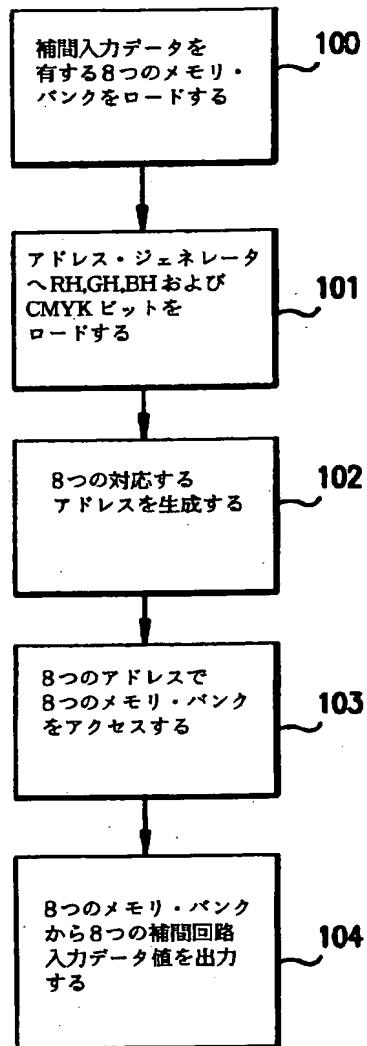 補間入力データを
有する8つのメモリ・
バンクをロードする
100
アドレス・ジェネレータ
へRH,GH,BHおよび
CMYKビットを
ロードする
101
8つの対応する
アドレスを生成する
102
8つのアドレスで
8つのメモリ・バンク
をアクセスする
103
8つのメモリ・バンク
から8つの補間回路
入力データ値を出力
する
104